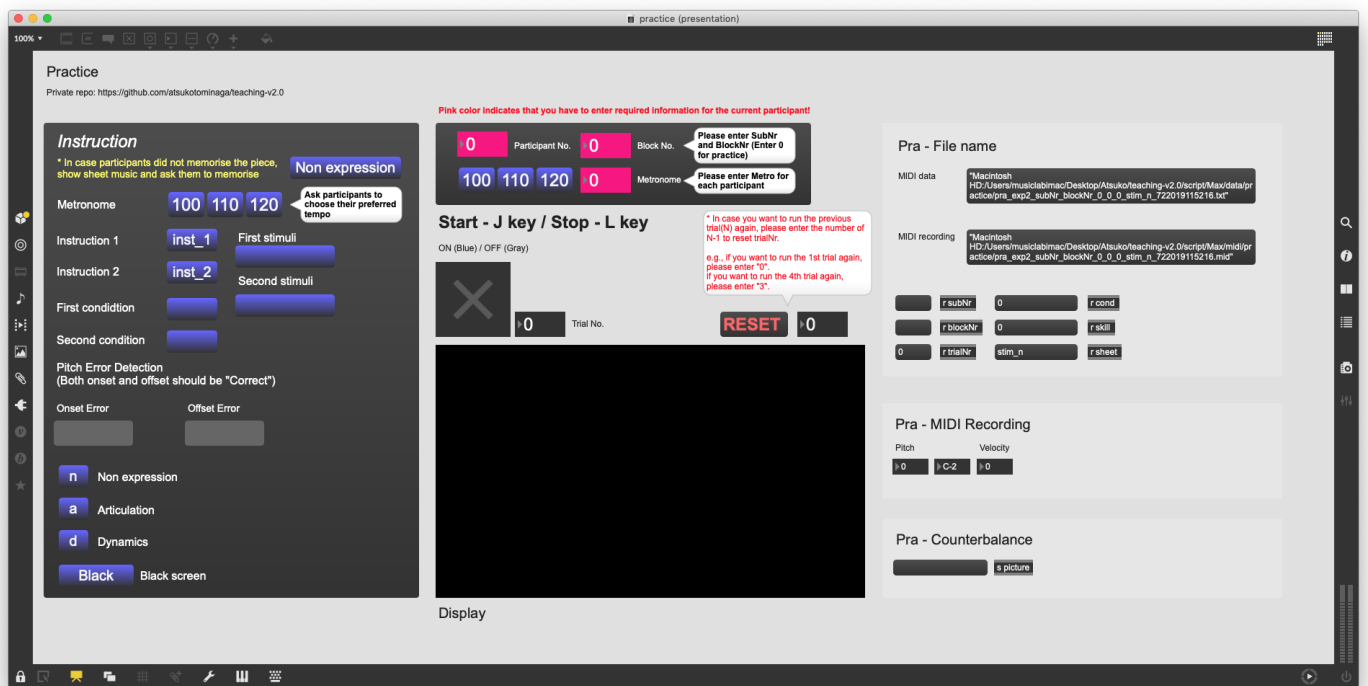 practice (presentation)
100%
Practice
Private repo: https://github.com/atsukotominaga/teaching-v2.0
Instruction
* In case participants did not memorise the piece,
show sheet music and ask them to memorise
Non expression
Metronome
100 110 120
Ask participants to
choose their preferred
tempo
Instruction 1
inst_1
First stimuli
Instruction 2
inst_2
Second stimuli
First condidtion
Second condition
Pitch Error Detection
(Both onset and offset should be "Correct")
Onset Error
Offset Error
n Non expression
a Articulation
d Dynamics
Black Black screen
Pink color indicates that you have to enter required information for the current participant!
0 Participant No.
0 Block No.
Please enter SubNr
and BlockNr (Enter 0
for practice)
100 110 120
0 Metronome
Please enter Metro for
each participant
Start - J key / Stop - L key
ON (Blue) / OFF (Gray)
0 Trial No.
* In case you want to run the previous
trial(N) again, please enter the number of
N-1 to reset trialNr.
e.g., if you want to run the 1st trial again,
please enter "0".
if you want to run the 4th trial again,
please enter "3".
RESET
0
Display
Pra - File name
MIDI data
"Macintosh
HD:/Users/musiclabimac/Desktop/Atsuko/teaching-v2.0/script/Max/data/pr
actice/pra_exp2_subNr_blockNr_0_0_0_stim_n_722019115216.txt"
MIDI recording
"Macintosh
HD:/Users/musiclabimac/Desktop/Atsuko/teaching-v2.0/script/Max/midi/pr
actice/pra_exp2_subNr_blockNr_0_0_0_stim_n_722019115216.mid"
r subNr 0 r cond
r blockNr 0 r skill
0 r trialNr stim_n r sheet
Pra - MIDI Recording
Pitch
Velocity
0 C-2 0
Pra - Counterbalance
s picture